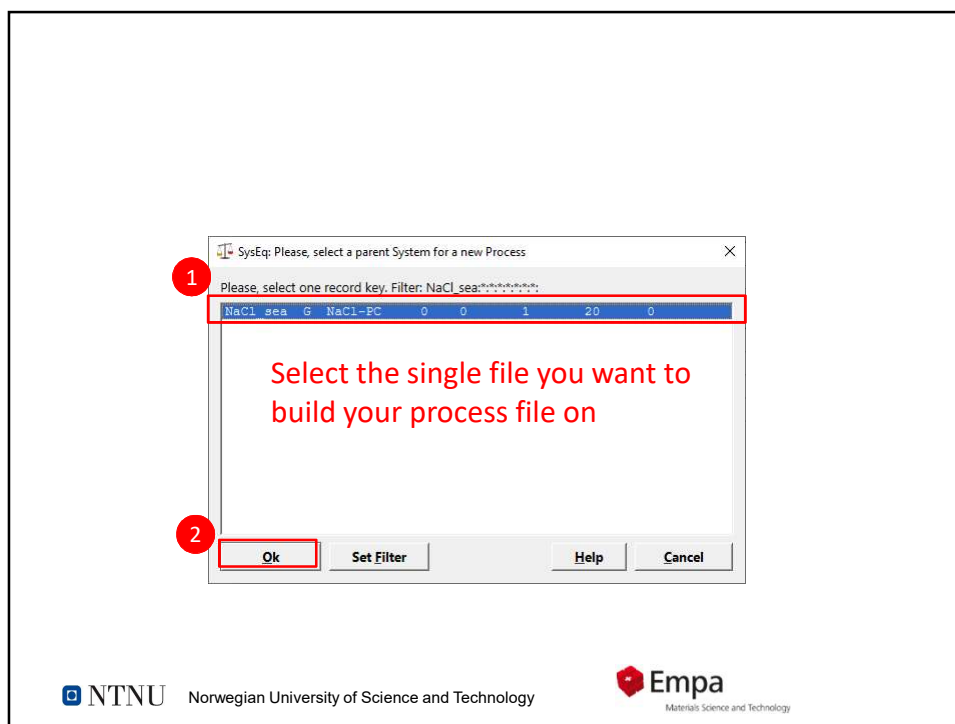 SysEq: Please, select a parent System for a new Process
1
Please, select one record key. Filter: NaCl_sea:*:*:*:*:*:*:*:
NaCl_sea G NaCl-PC 0 0 1 20 0
Select the single file you want to
build your process file on
2
Ok Set Filter Help Cancel
NTNU Norwegian University of Science and Technology
Empa
Materials Science and Technology